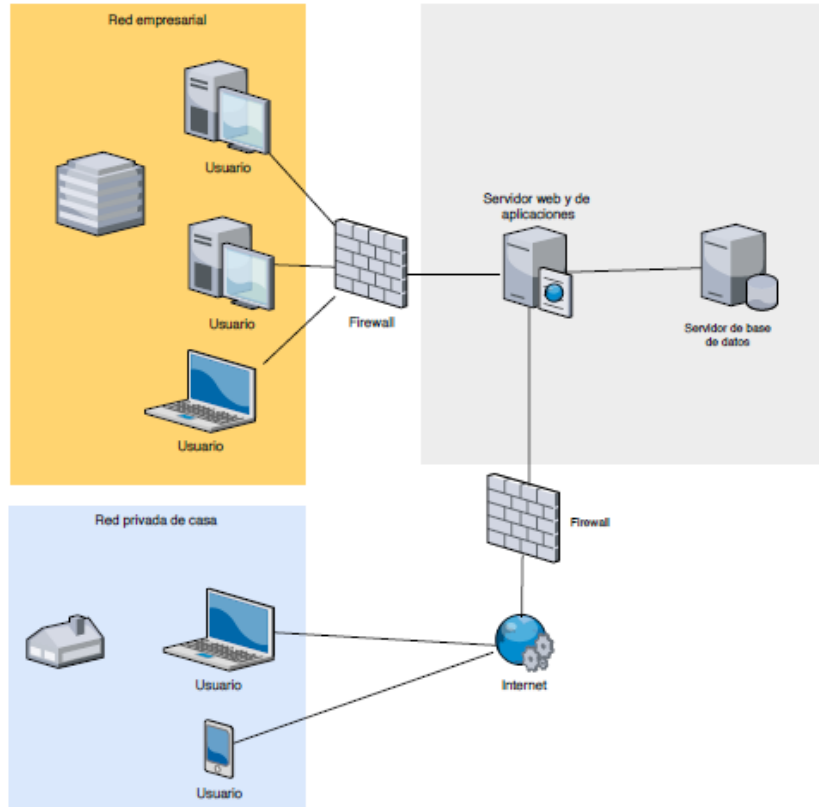 Red empresarial
Usuario
Servidor web y de
aplicaciones
Usuario
Firewall
Servidor de base
de datos
Usuario
Red privada de casa
Firewall
Usuario
Internet
Usuario